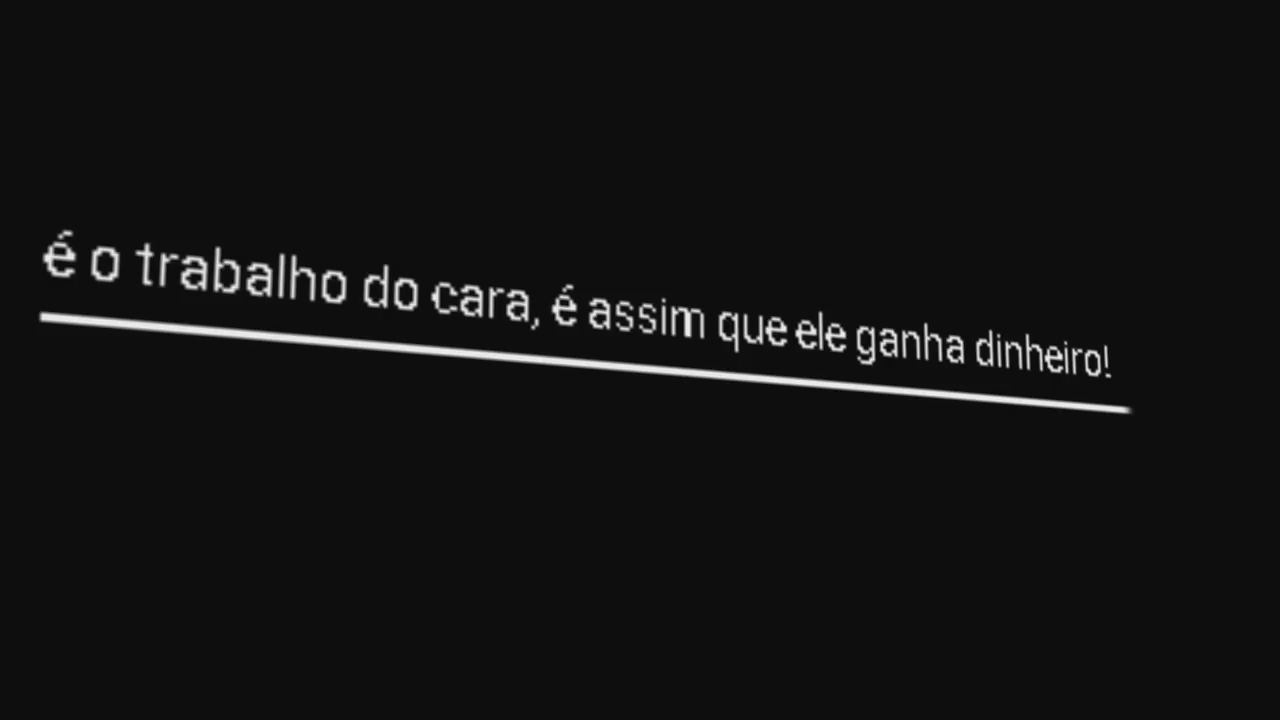 é o trabalho do cara, é assim que ele ganha dinheiro!